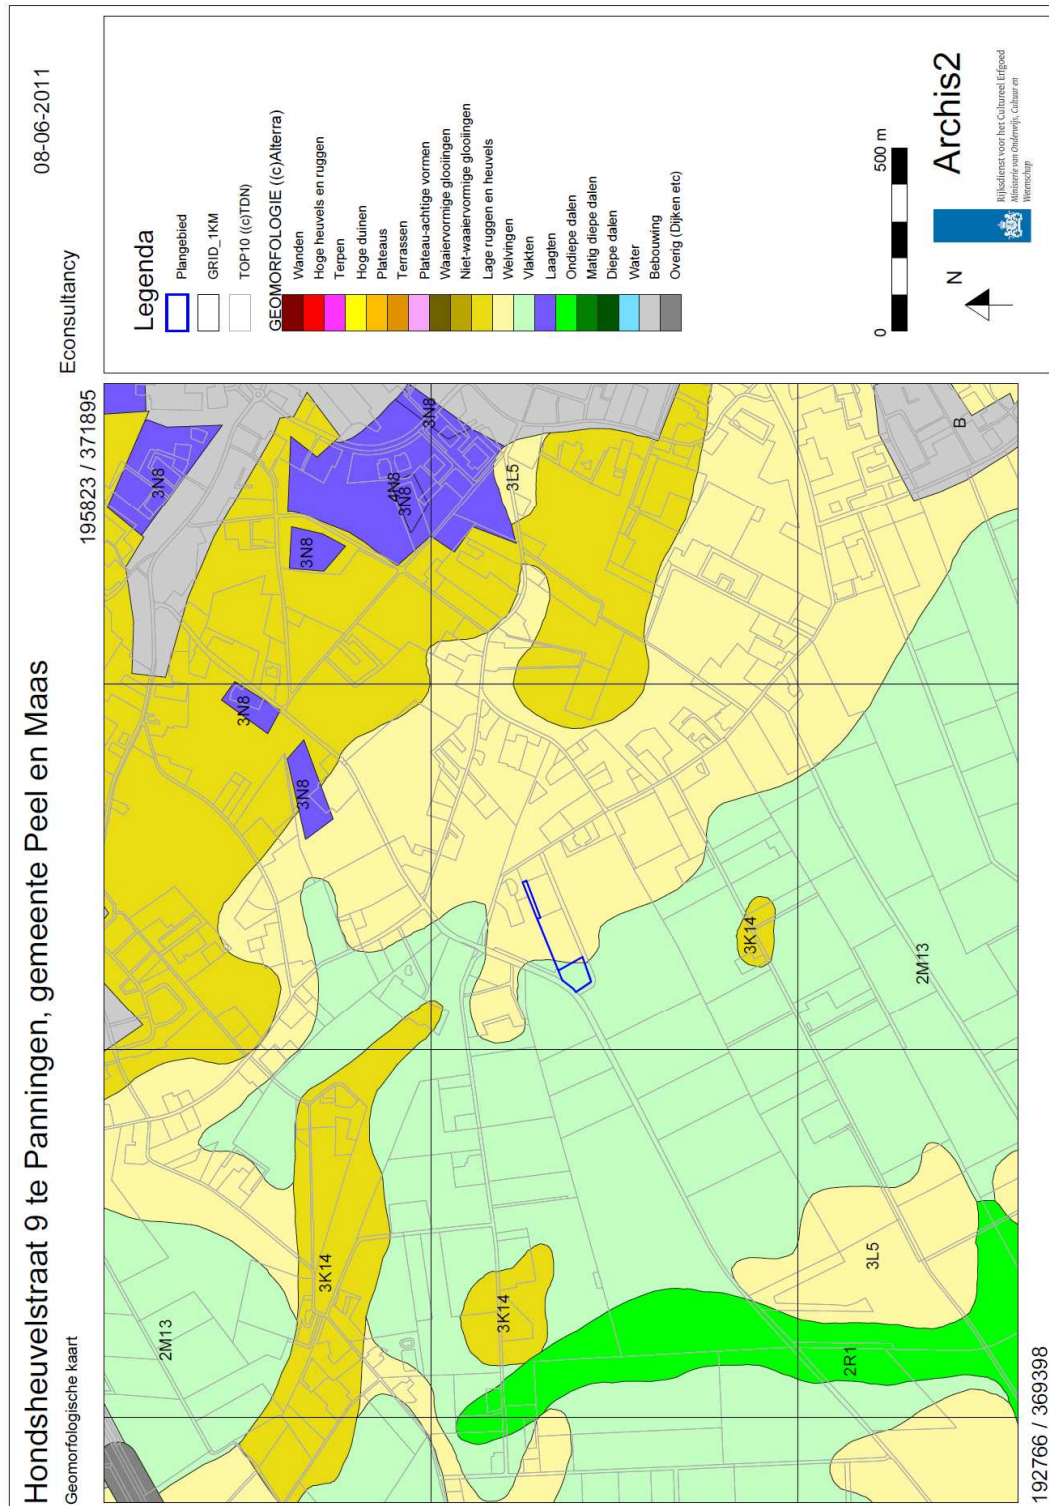 Hondsheuvelstraat 9 te Panningen, gemeente Peel en Maas
Geomorfologische kaart
Econsultancy
08-06-2011
195823 / 371895
192766 / 369398
2M13
3K14
3K14
3N8
3N8
3N8
3N8
4N8
3N8
3N8
3L5
3K14
2M13
3L5
2R1
B
Legenda
Plangebied
GRID_1KM
TOP10 ((c)TDN)
GEOMORFOLOGIE ((c)Alterra)
Wanden
Hoge heuvels en ruggen
Terpen
Hoge duinen
Plateaus
Terrassen
Plateau-achtige vormen
Waaiervormige glooiingen
Niet-waaiervormige glooiingen
Lage ruggen en heuvels
Welvingen
Vlakten
Laagten
Ondiepe dalen
Matig diepe dalen
Diepe dalen
Water
Bebouwing
Overig (Dijken etc)
0
500 m
N
Archis2
Rijksdienst voor het Cultureel Erfgoed
Ministerie van Onderwijs, Cultuur en
Wetenschap